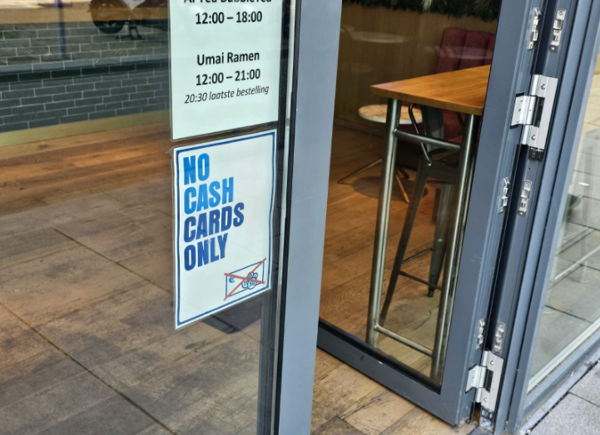 12:00 – 18:00
Umai Ramen
12:00 – 21:00
20:30 laatste bestelling
NO
CASH
CARDS
ONLY